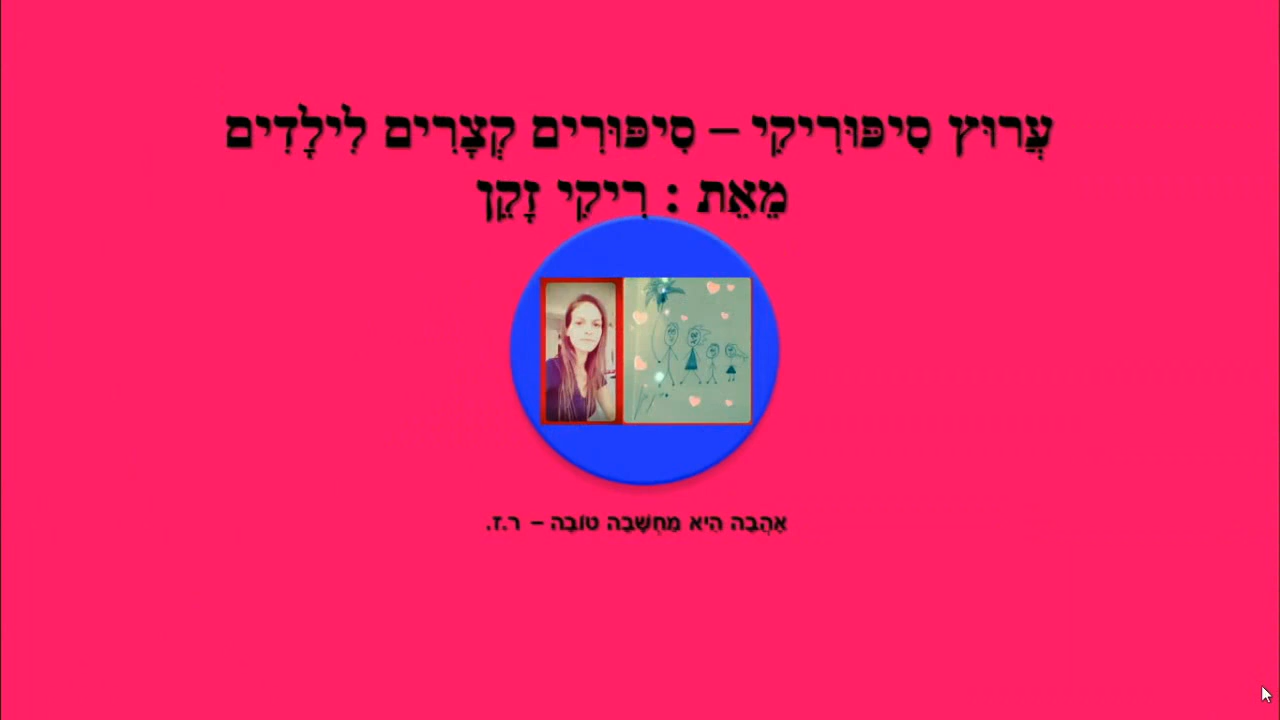 עֲרוּץ סִיפּוּרִיקִי – סִיפּוּרִים קְצָרִים לִילָדִים
מֵאֵת : רִיקִי זָקֵן
אַהֲבַה הִיא מַחְשָׁבַה טוֹבַה – ר.ז.